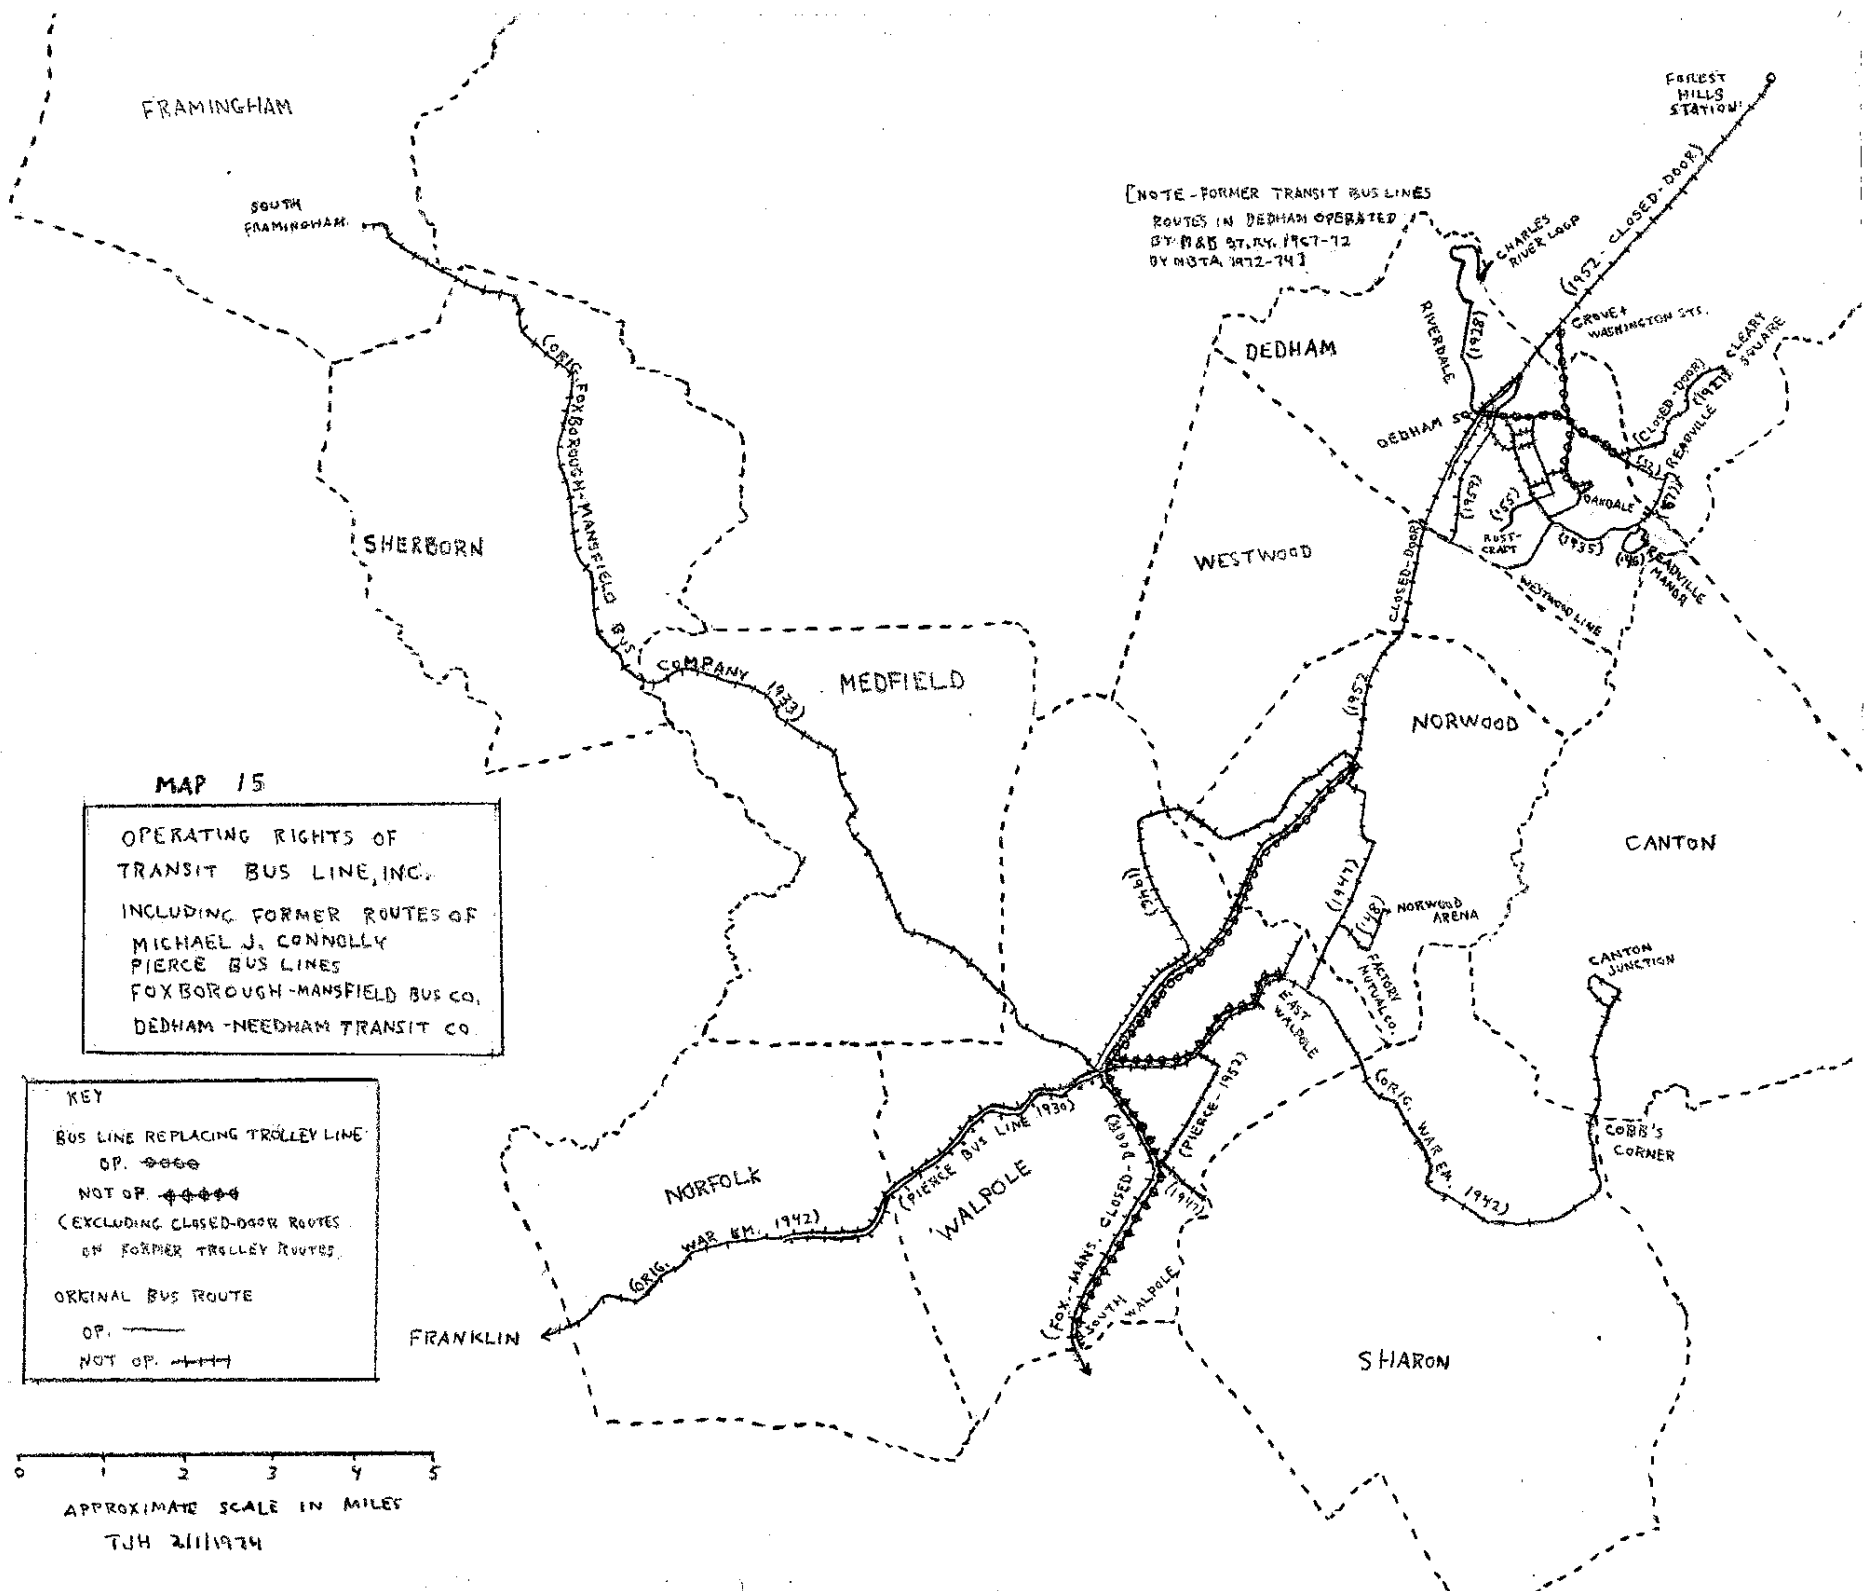 FRAMINGHAM
SOUTH
FRAMINGHAM
FOREST
HILLS
STATION
(1952 - CLOSED-DOOR)
[NOTE-FORMER TRANSIT BUS LINES
ROUTES IN DEDHAM OPERATED
BY M&B ST. RY. 1967-72
BY MBTA 1972-74]
CHARLES
RIVER LOOP
GROVE +
WASHINGTON STS.
CLEARY
SQUARE
RIVERDALE
(1928)
DEDHAM
(CLOSED-DOOR)
(1927)
READVILLE
DEDHAM SQ
(1959)
('55)
OAKDALE
RUST-
CRAFT
(1935)
('46)
READVILLE
MANOR
WESTWOOD LINE
(ORIG. FOXBOROUGH-MANSFIELD BUS COMPANY 1933)
SHERBORN
WESTWOOD
MEDFIELD
(1952 CLOSED-DOOR)
NORWOOD
CANTON
MAP 15
OPERATING RIGHTS OF
TRANSIT BUS LINE, INC.
INCLUDING FORMER ROUTES OF
MICHAEL J. CONNOLLY
PIERCE BUS LINES
FOXBOROUGH-MANSFIELD BUS CO.
DEDHAM-NEEDHAM TRANSIT CO.
(1946)
(1947)
('48)
NORWOOD
ARENA
FACTORY
MUTUAL CO.
CANTON
JUNCTION
EAST
WALPOLE
(ORIG. WAR EM. 1942)
COBB'S
CORNER
(PIERCE BUS LINE 1930)
(PIERCE-1952)
(1947)
(FOX.-MANS. CLOSED-DOOR)
NORFOLK
WALPOLE
(ORIG. WAR EM. 1942)
SOUTH
WALPOLE
FRANKLIN
SHARON
KEY
BUS LINE REPLACING TROLLEY LINE
OP.
NOT OP.
(EXCLUDING CLOSED-DOOR ROUTES
ON FORMER TROLLEY ROUTES.
ORIGINAL BUS ROUTE
OP.
NOT OP.
0 1 2 3 4 5
APPROXIMATE SCALE IN MILES
TJH 2/1/1974